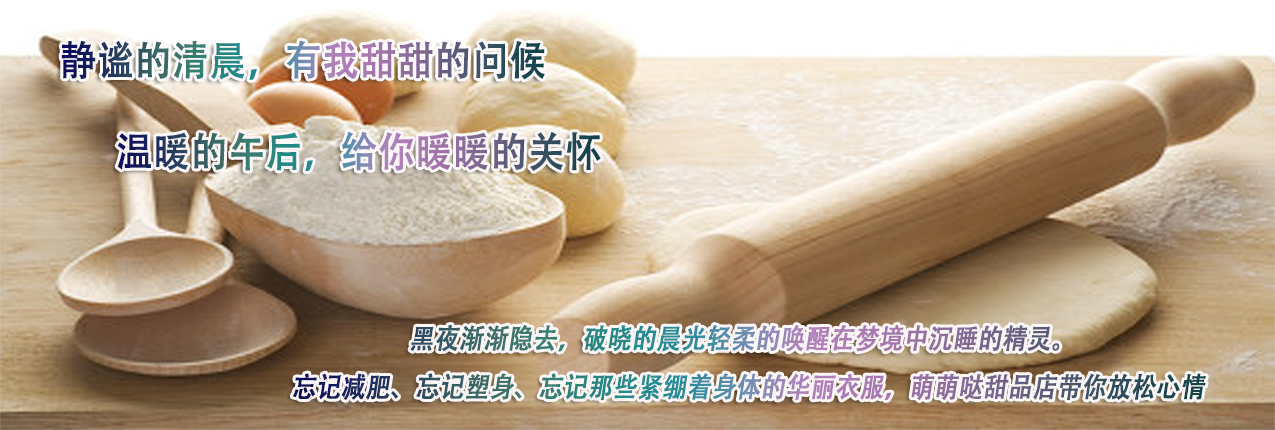 静谧的清晨，有我甜甜的问候
温暖的午后，给你暖暖的关怀
黑夜渐渐隐去，破晓的晨光轻柔的唤醒在梦境中沉睡的精灵。
忘记减肥、忘记塑身、忘记那些紧绷着身体的华丽衣服，萌萌哒甜品店带你放松心情